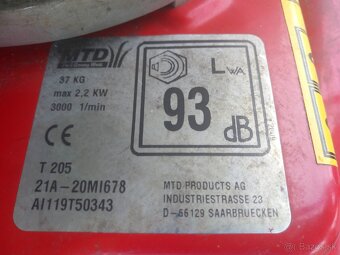 MTD
37 KG
max 2,2 KW
3000 1/min
LWA
93
dB
T 205
21A-20MI678
AI119T50343
MTD PRODUCTS AG
INDUSTRIESTRASSE 23
D-66129 SAARBRUECKEN
CE